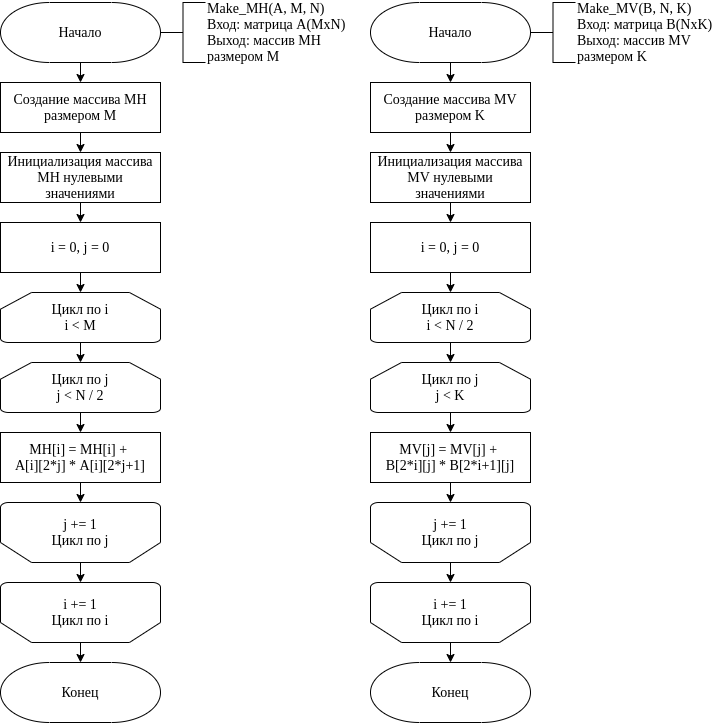 Начало
Make_MH(A, M, N)
Вход: матрица A(MxN)
Выход: массив MH
размером M
Создание массива MH
размером M
Инициализация массива
MH нулевыми
значениями
i = 0, j = 0
Цикл по i
i < M
Цикл по j
j < N / 2
MH[i] = MH[i] +
A[i][2*j] * A[i][2*j+1]
j += 1
Цикл по j
i += 1
Цикл по i
Конец
Начало
Make_MV(B, N, K)
Вход: матрица B(NxK)
Выход: массив MV
размером K
Создание массива MV
размером K
Инициализация массива
MV нулевыми
значениями
i = 0, j = 0
Цикл по i
i < N / 2
Цикл по j
j < K
MV[j] = MV[j] +
B[2*i][j] * B[2*i+1][j]
j += 1
Цикл по j
i += 1
Цикл по i
Конец